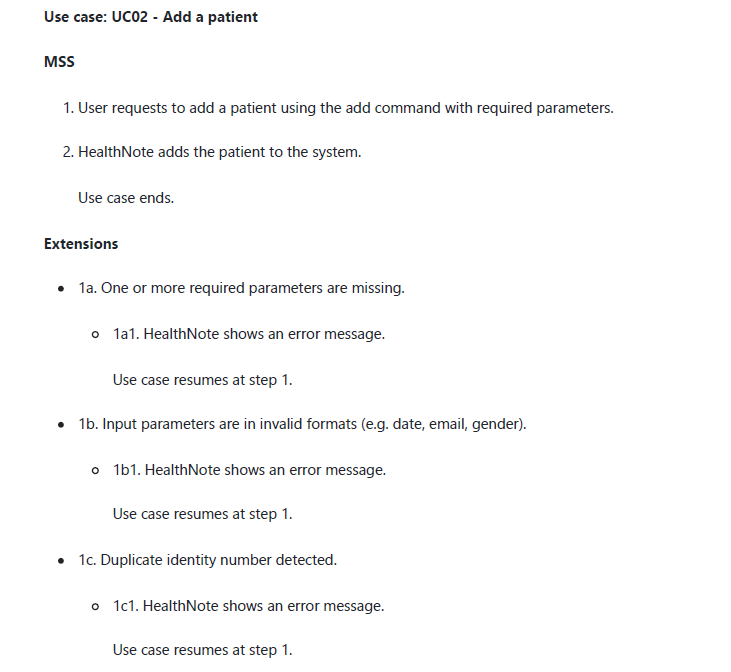 Use case: UC02 - Add a patient
MSS
1. User requests to add a patient using the add command with required parameters.
2. HealthNote adds the patient to the system.
Use case ends.
Extensions
• 1a. One or more required parameters are missing.
○ 1a1. HealthNote shows an error message.
Use case resumes at step 1.
• 1b. Input parameters are in invalid formats (e.g. date, email, gender).
○ 1b1. HealthNote shows an error message.
Use case resumes at step 1.
• 1c. Duplicate identity number detected.
○ 1c1. HealthNote shows an error message.
Use case resumes at step 1.